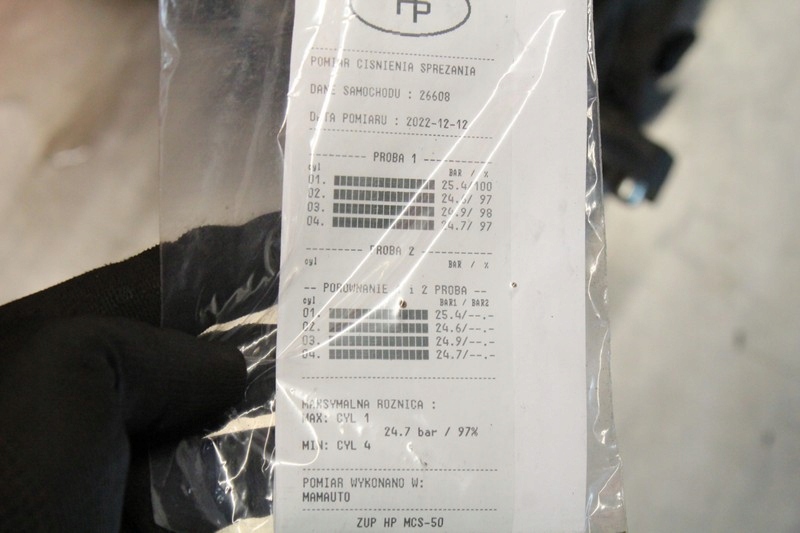 HP
POMIAR CISNIENIA SPREZANIA
DANE SAMOCHODU : 26608
DATA POMIARU : 2022-12-12
PROBA 1
cyl BAR / %
01. 25.4/100
02. 24.6/ 97
03. 24.9/ 98
04. 24.7/ 97
PROBA 2
cyl BAR / %
-- POROWNANIE 1 i 2 PROBA --
cyl BAR1 / BAR2
01. 25.4/--.-
02. 24.6/--.-
03. 24.9/--.-
04. 24.7/--.-
MAKSYMALNA ROZNICA :
MAX: CYL 1
24.7 bar / 97%
MIN: CYL 4
POMIAR WYKONANO W:
MAMAUTO
ZUP HP MCS-50